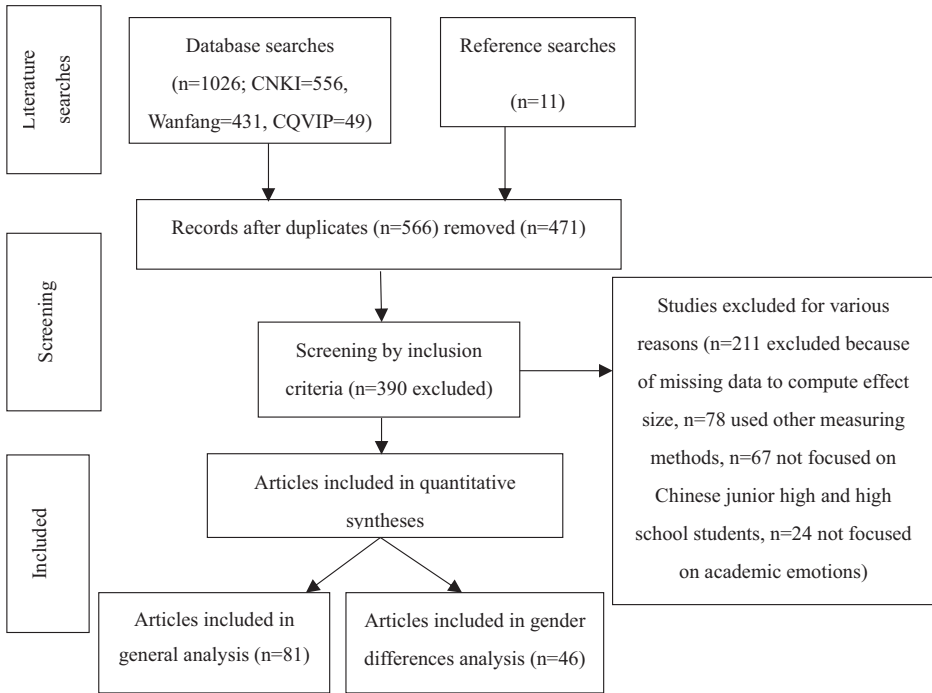 Literature
searches
Database searches
(n=1026; CNKI=556,
Wanfang=431, CQVIP=49)
Reference searches
(n=11)
Records after duplicates (n=566) removed (n=471)
Screening
Screening by inclusion
criteria (n=390 excluded)
Studies excluded for various
reasons (n=211 excluded because
of missing data to compute effect
size, n=78 used other measuring
methods, n=67 not focused on
Chinese junior high and high
school students, n=24 not focused
on academic emotions)
Included
Articles included in quantitative
syntheses
Articles included in
general analysis (n=81)
Articles included in gender
differences analysis (n=46)